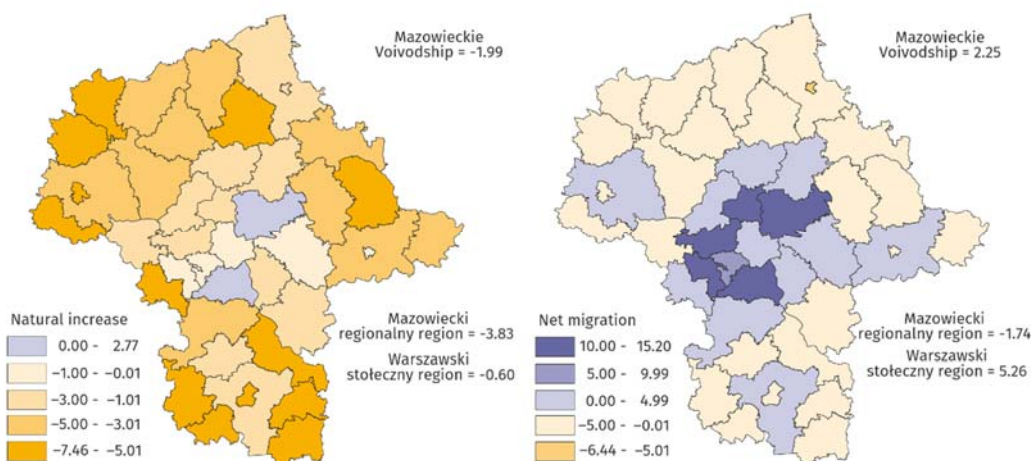 Mazowieckie
Voivodship = -1.99
Natural increase
0.00 - 2.77
-1.00 - -0.01
-3.00 - -1.01
-5.00 - -3.01
-7.46 - -5.01
Mazowiecki
regionalny region = -3.83
Warszawski
stołeczny region = -0.60
Mazowieckie
Voivodship = 2.25
Net migration
10.00 - 15.20
5.00 - 9.99
0.00 - 4.99
-5.00 - -0.01
-6.44 - -5.01
Mazowiecki
regionalny region = -1.74
Warszawski
stołeczny region = 5.26